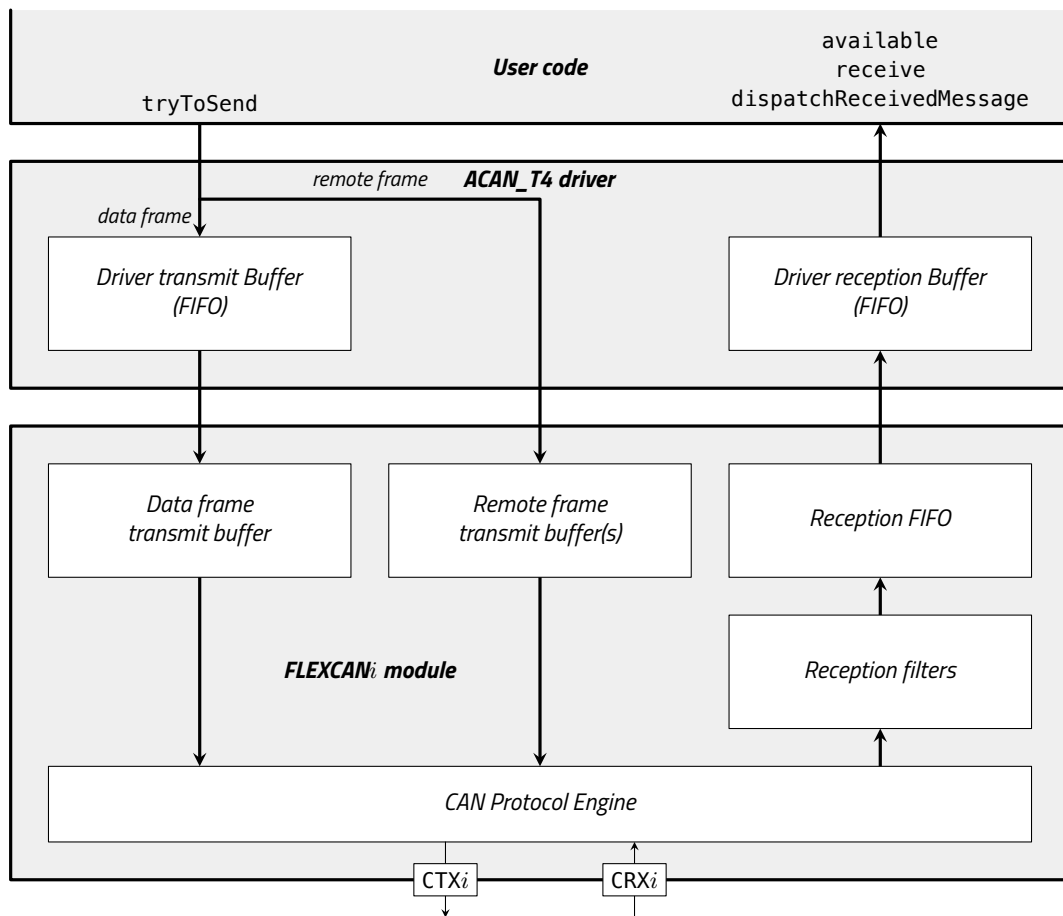 User code
available
receive
dispatchReceivedMessage
tryToSend
remote frame
ACAN_T4 driver
data frame
Driver transmit Buffer
(FIFO)
Driver reception Buffer
(FIFO)
Data frame
transmit buffer
Remote frame
transmit buffer(s)
Reception FIFO
FLEXCANi module
Reception filters
CAN Protocol Engine
CTXi
CRXi